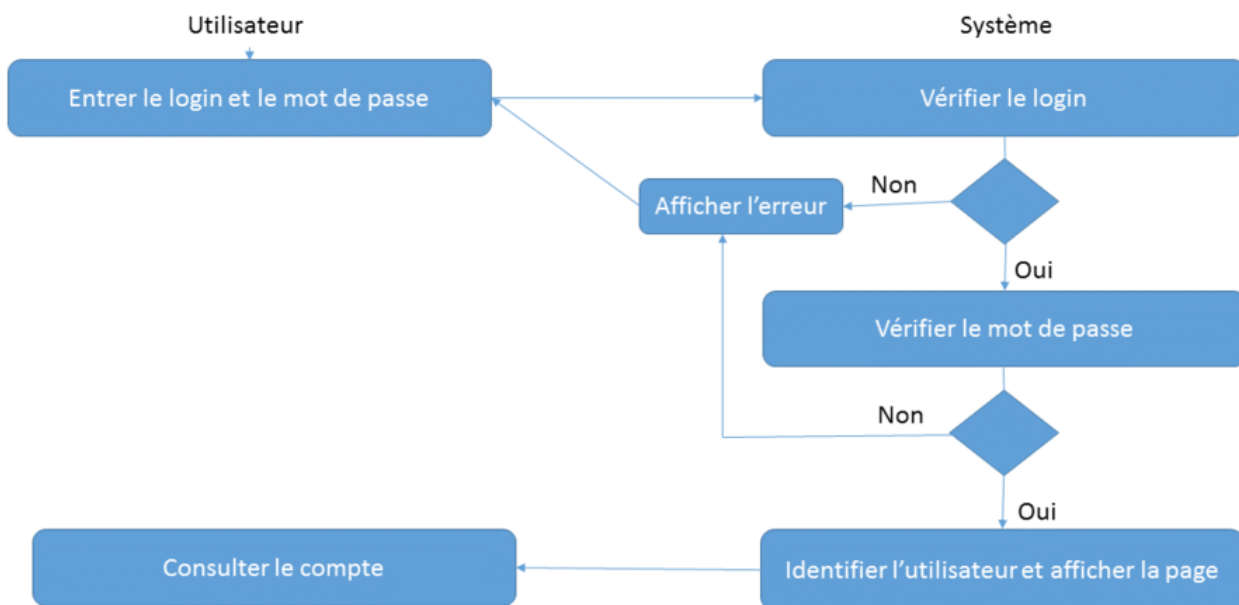 Utilisateur
Système
Entrer le login et le mot de passe
Vérifier le login
Non
Afficher l’erreur
Oui
Vérifier le mot de passe
Non
Oui
Consulter le compte
Identifier l’utilisateur et afficher la page